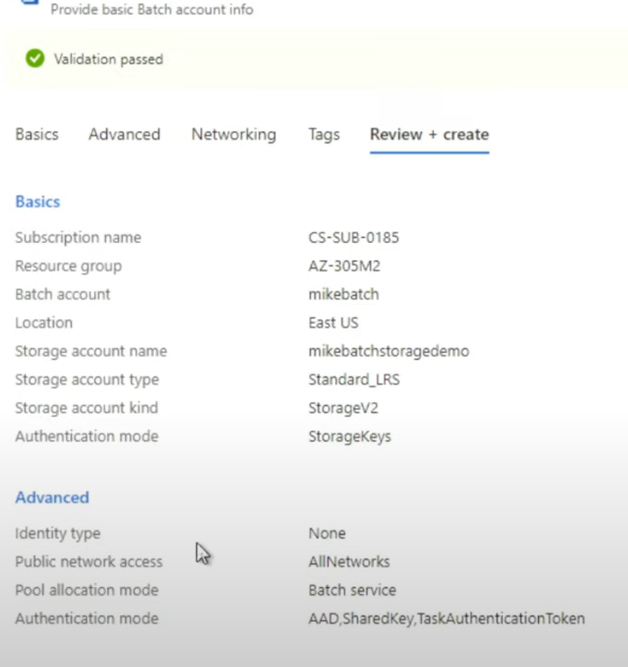 Provide basic Batch account info
Validation passed
Basics Advanced Networking Tags Review + create
Basics
Subscription name CS-SUB-0185
Resource group AZ-305M2
Batch account mikebatch
Location East US
Storage account name mikebatchstoragedemo
Storage account type Standard_LRS
Storage account kind StorageV2
Authentication mode StorageKeys
Advanced
Identity type None
Public network access AllNetworks
Pool allocation mode Batch service
Authentication mode AAD,SharedKey,TaskAuthenticationToken